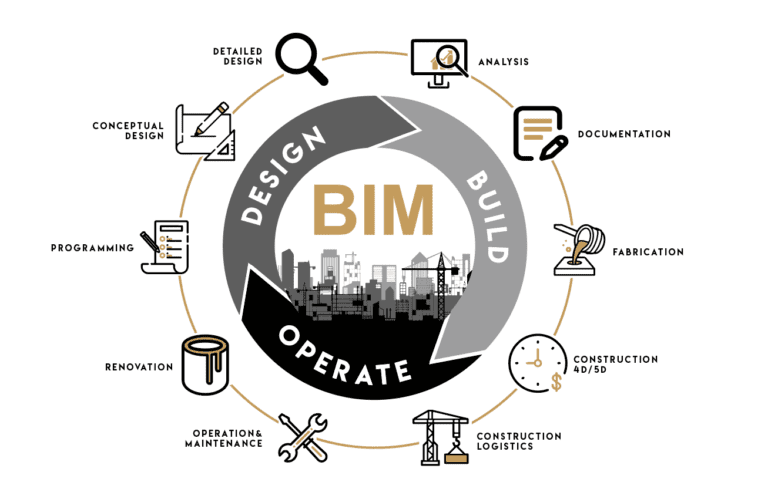 DETAILED
DESIGN
ANALYSIS
CONCEPTUAL
DESIGN
DOCUMENTATION
DESIGN
BUILD
BIM
PROGRAMMING
FABRICATION
OPERATE
RENOVATION
CONSTRUCTION
4D/5D
$
OPERATION&
MAINTENANCE
CONSTRUCTION
LOGISTICS